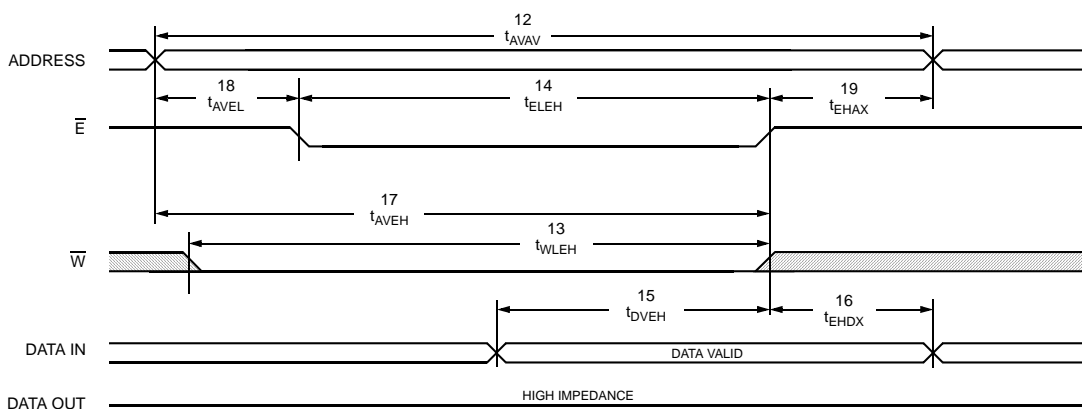 12
tAVAV
ADDRESS
18
tAVEL
14
tELEH
19
tEHAX
E
17
tAVEH
13
tWLEH
W
15
tDVEH
16
tEHDX
DATA IN
DATA VALID
HIGH IMPEDANCE
DATA OUT